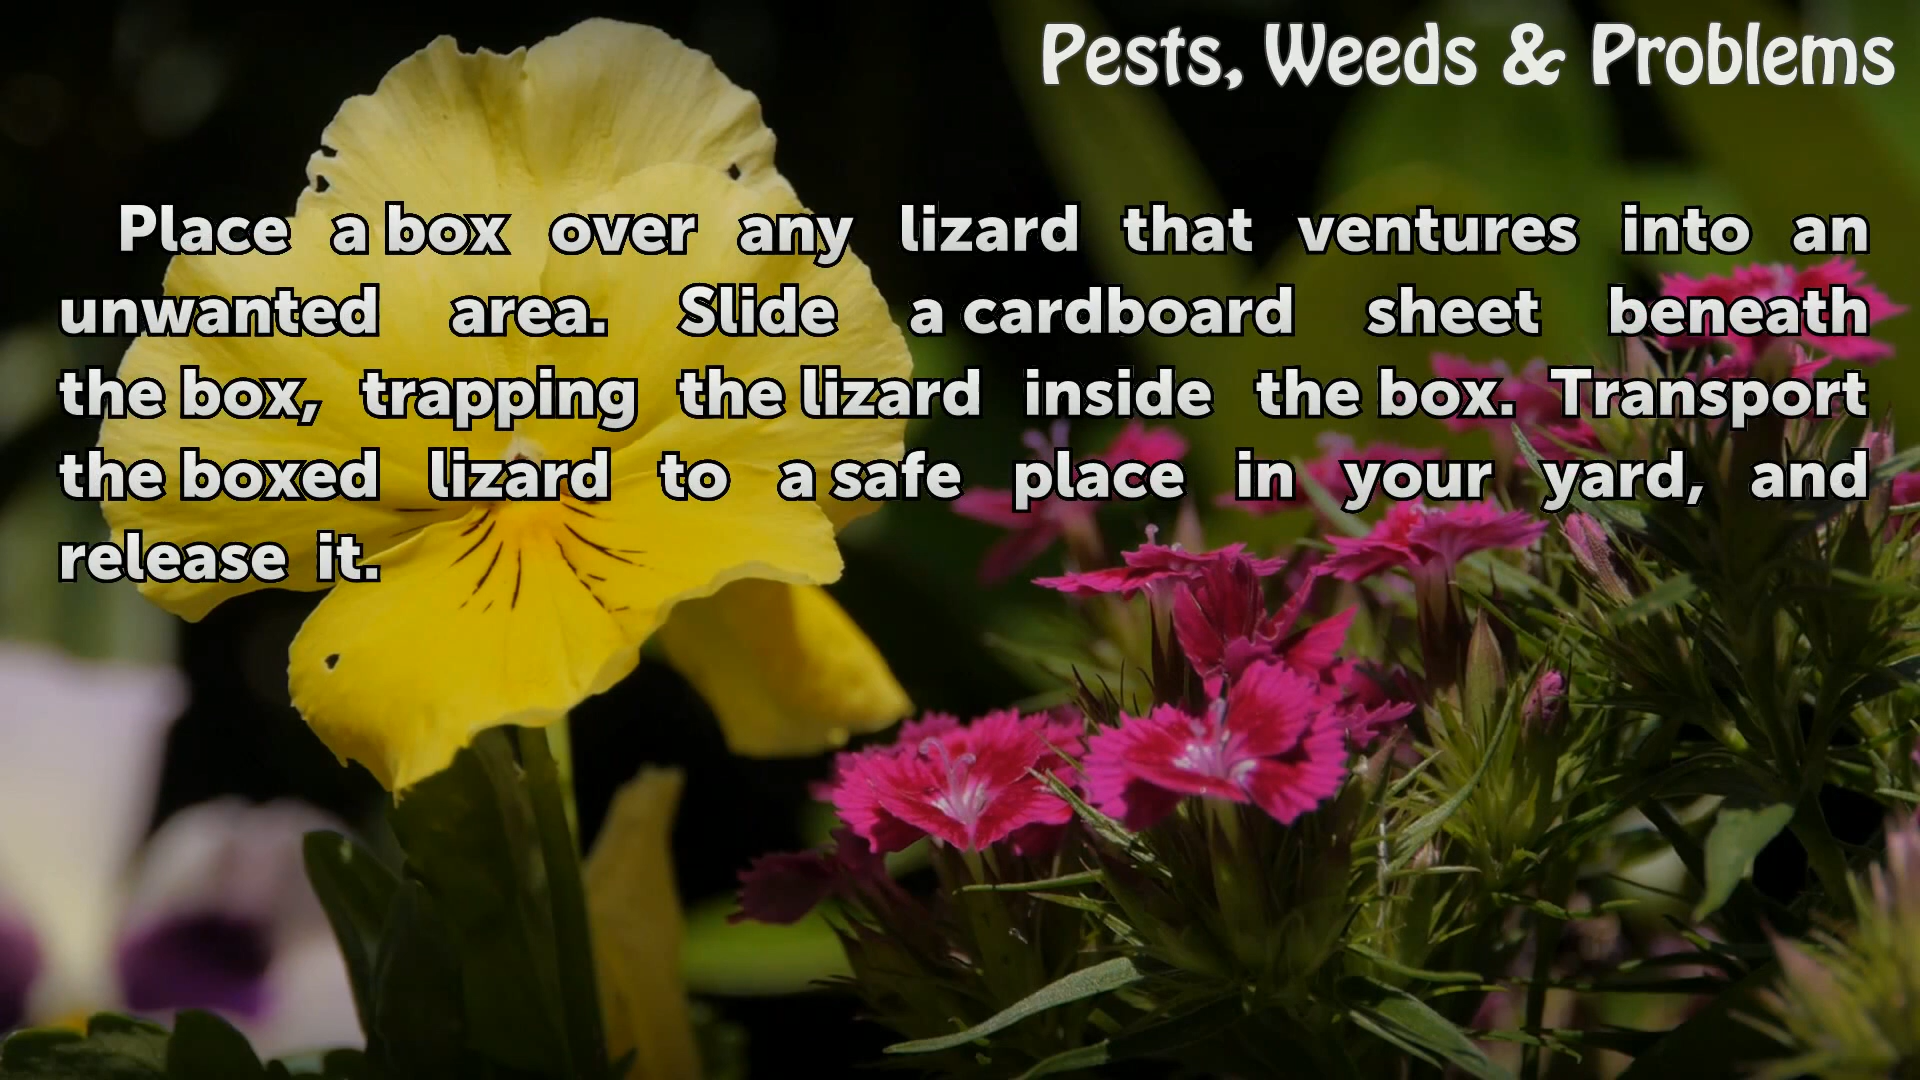 Pests, Weeds & Problems
Place a box over any lizard that ventures into an
unwanted area. Slide a cardboard sheet beneath
the box, trapping the lizard inside the box. Transport
the boxed lizard to a safe place in your yard, and
release it.